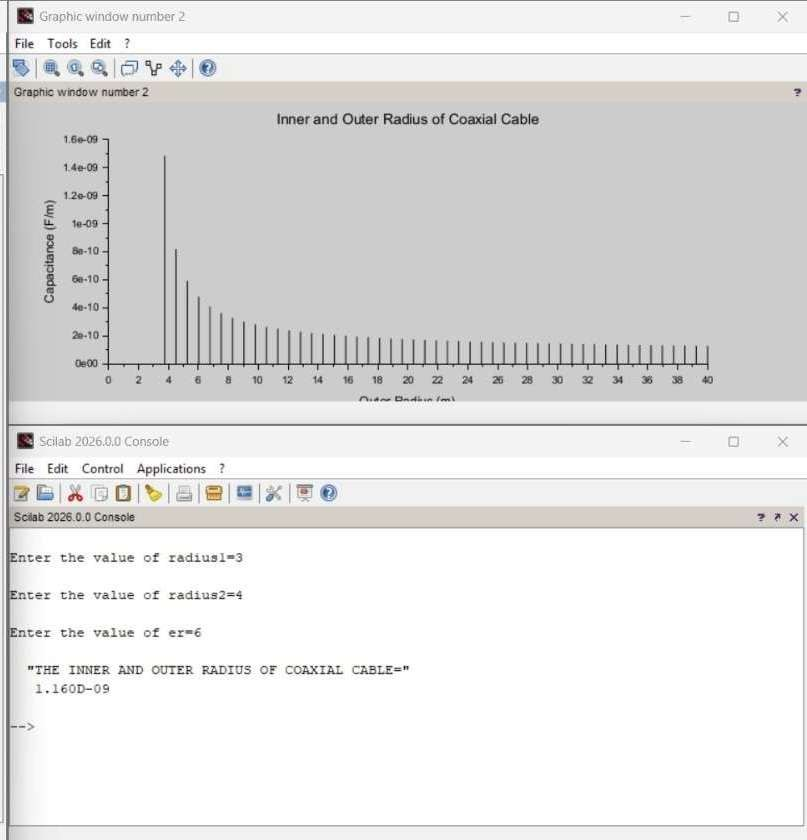 Graphic window number 2
File Tools Edit ?
Graphic window number 2 ?
Inner and Outer Radius of Coaxial Cable
1.6e-09
1.4e-09
1.2e-09
1e-09
8e-10
6e-10
4e-10
2e-10
0e00
Capacitance (F/m)
0 2 4 6 8 10 12 14 16 18 20 22 24 26 28 30 32 34 36 38 40
Outer Radius (m)
Scilab 2026.0.0 Console
File Edit Control Applications ?
Scilab 2026.0.0 Console ?
Enter the value of radius1=3
Enter the value of radius2=4
Enter the value of er=6
"THE INNER AND OUTER RADIUS OF COAXIAL CABLE="
1.160D-09
-->